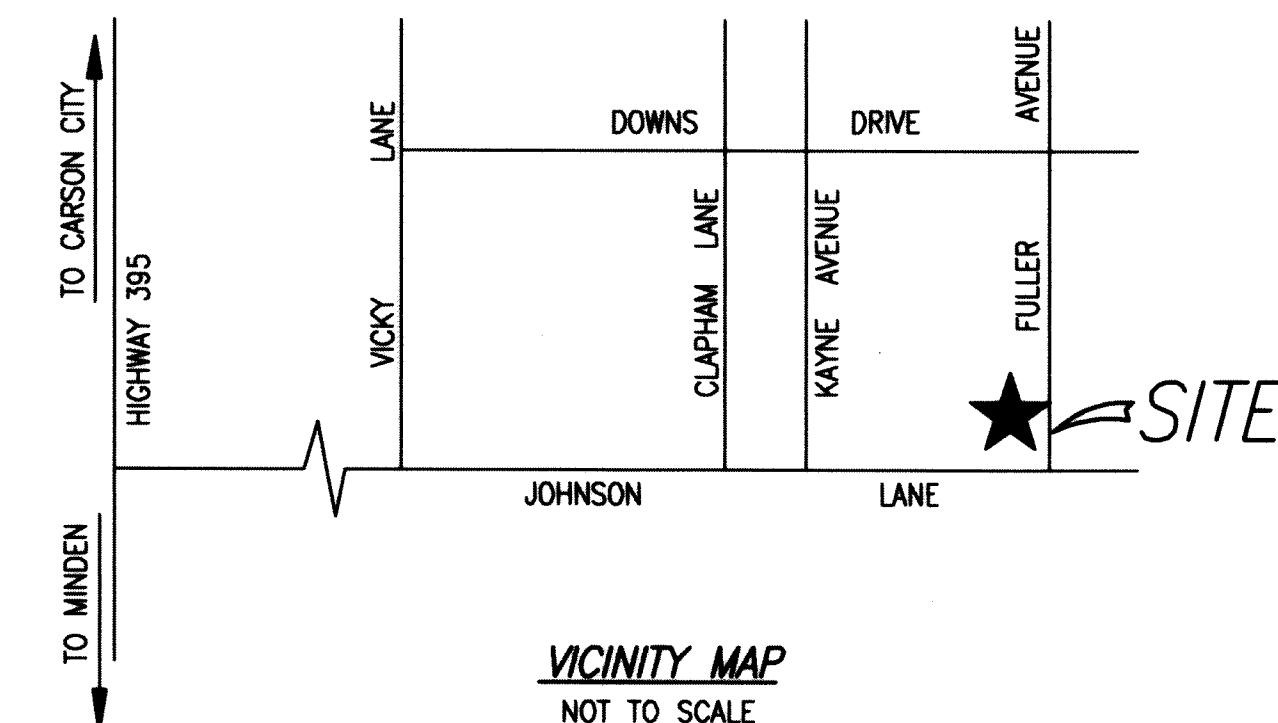 TO CARSON CITY
HIGHWAY 395
TO MINDEN
VICKY LANE
DOWNS DRIVE
CLAPHAM LANE
KAYNE AVENUE
FULLER AVENUE
SITE
JOHNSON LANE
VICINITY MAP
NOT TO SCALE